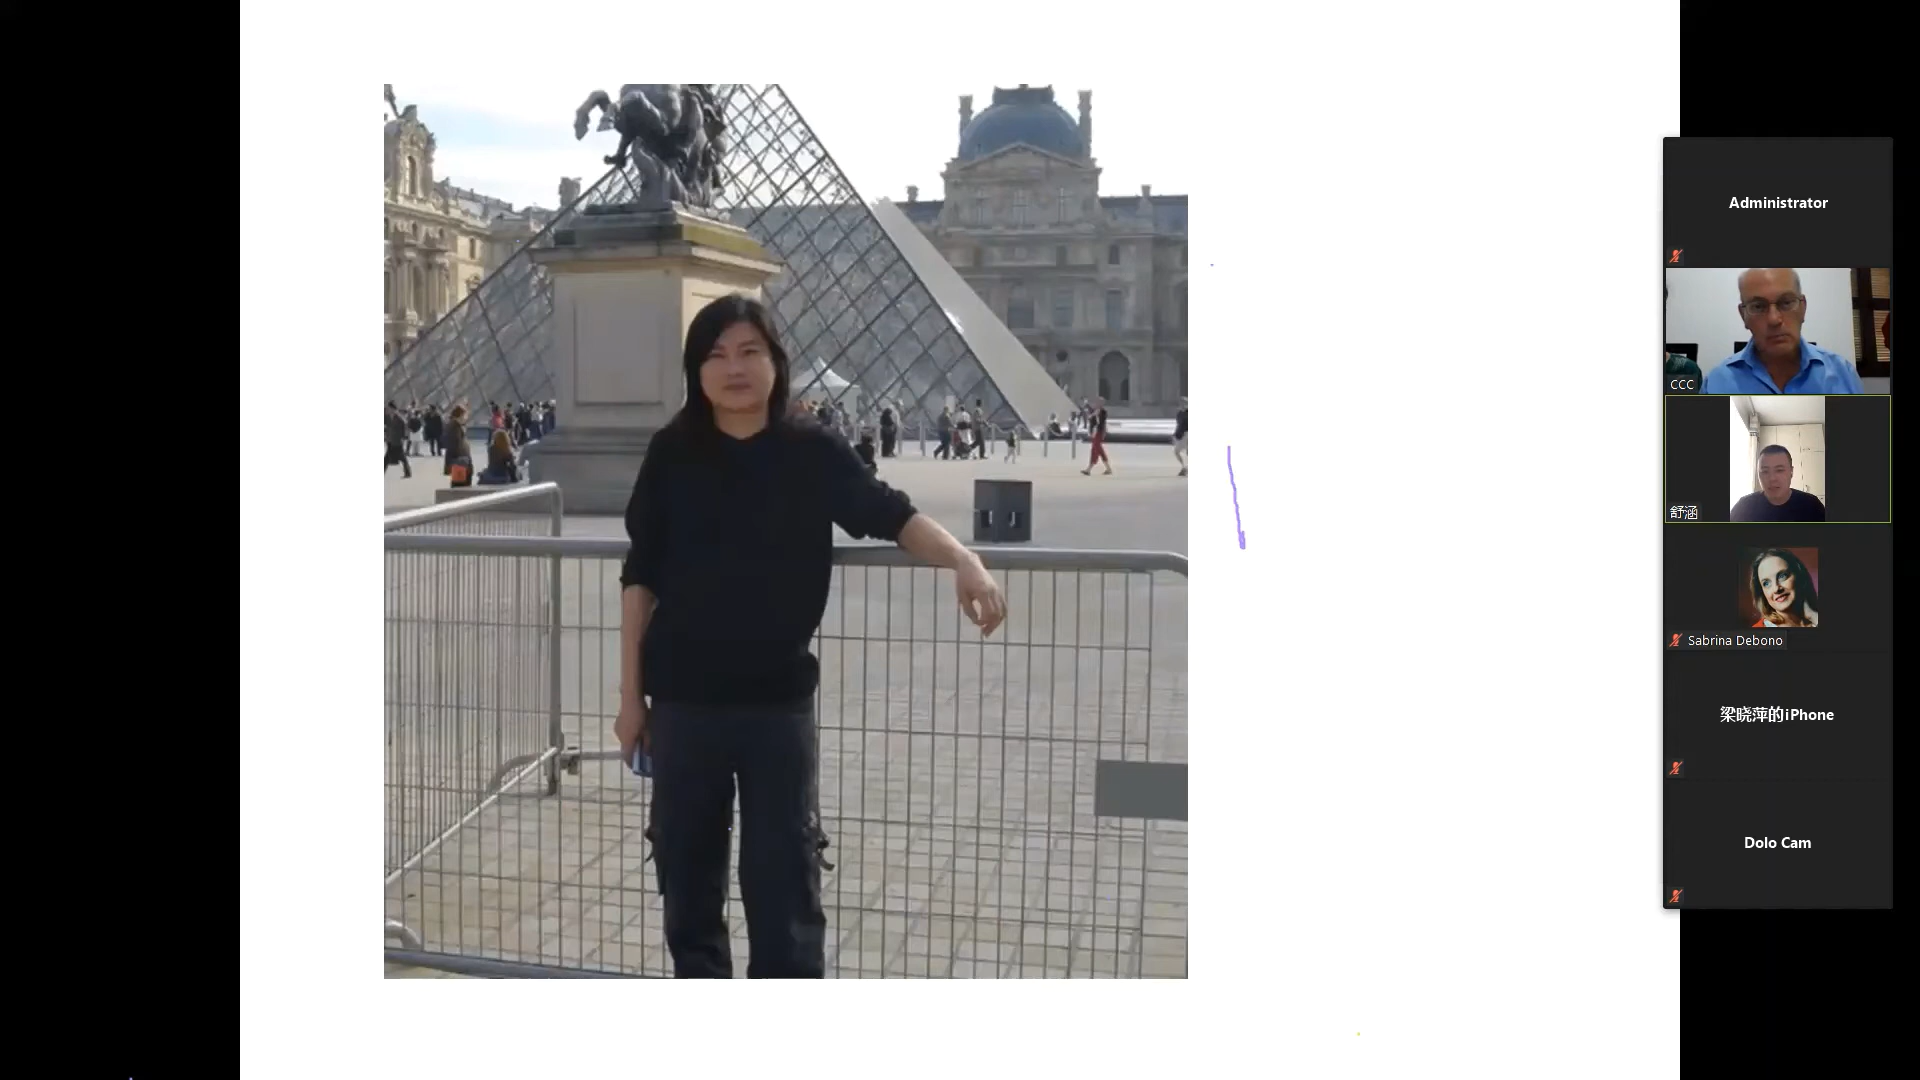 Administrator
CCC
舒涵
Sabrina Debono
梁晓萍的iPhone
Dolo Cam